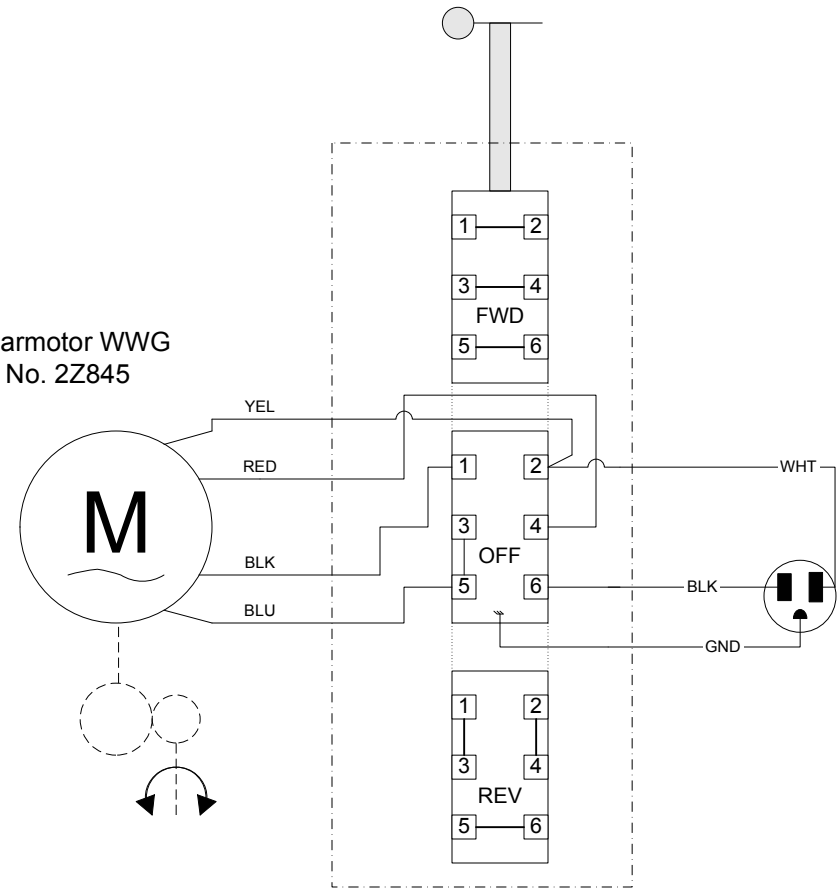 1 2
3 4
FWD
5 6
armotor WWG
No. 2Z845
YEL
RED
BLK
BLU
M
1 2
3 4
OFF
5 6
WHT
BLK
GND
1 2
3 4
REV
5 6